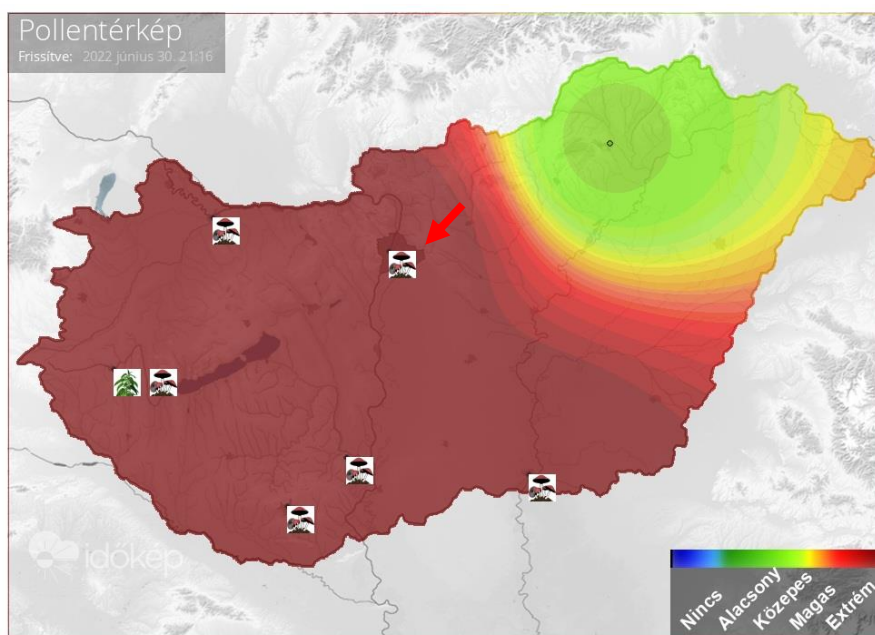 Pollentérkép
Frissítve: 2022 június 30. 21:16
időkép
Nincs
Alacsony
Közepes
Magas
Extrém